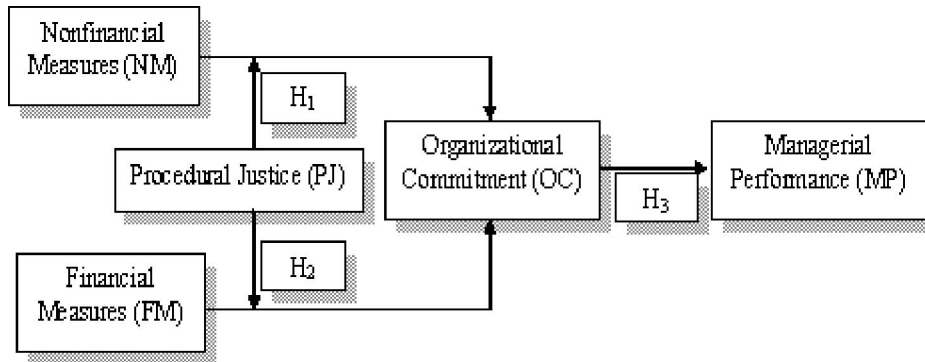 Nonfinancial
Measures (NM)
H₁
Procedural Justice (PJ)
Organizational
Commitment (OC)
Managerial
Performance (MP)
H₃
H₂
Financial
Measures (FM)